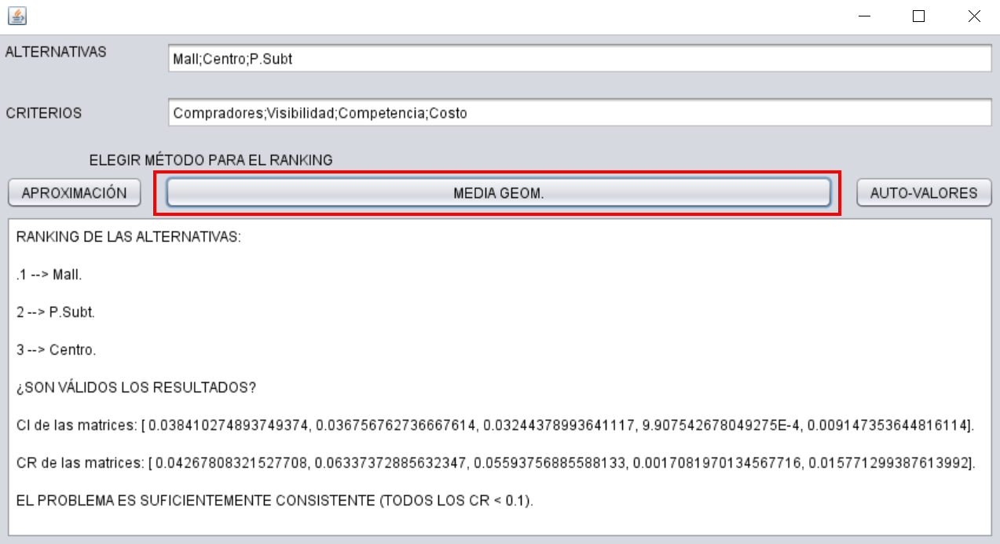 ALTERNATIVAS
Mall;Centro;P.Subt
CRITERIOS
Compradores;Visibilidad;Competencia;Costo
ELEGIR MÉTODO PARA EL RANKING
APROXIMACIÓN
MEDIA GEOM.
AUTO-VALORES
RANKING DE LAS ALTERNATIVAS:
.1 --> Mall.
2 --> P.Subt.
3 --> Centro.
¿SON VÁLIDOS LOS RESULTADOS?
CI de las matrices: [ 0.038410274893749374, 0.036756762736667614, 0.03244378993641117, 9.907542678049275E-4, 0.009147353644816114].
CR de las matrices: [ 0.04267808321527708, 0.06337372885632347, 0.05593756885588133, 0.0017081970134567716, 0.015771299387613992].
EL PROBLEMA ES SUFICIENTEMENTE CONSISTENTE (TODOS LOS CR < 0.1).